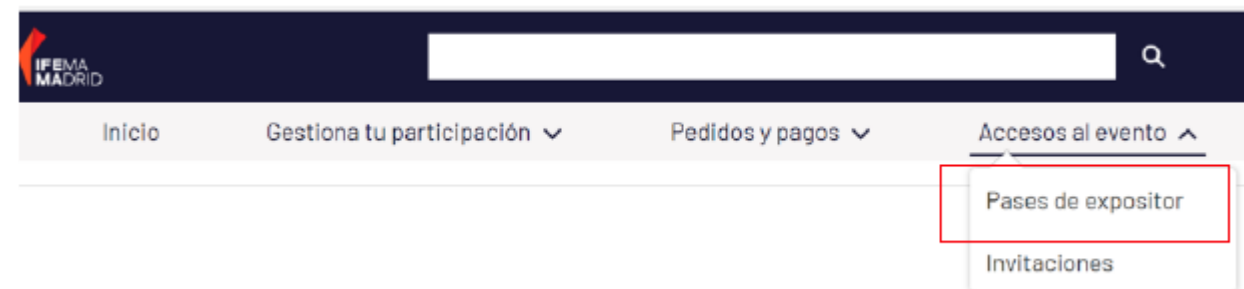 IFEMA
MADRID
Inicio Gestiona tu participación Pedidos y pagos Accesos al evento
Pases de expositor
Invitaciones